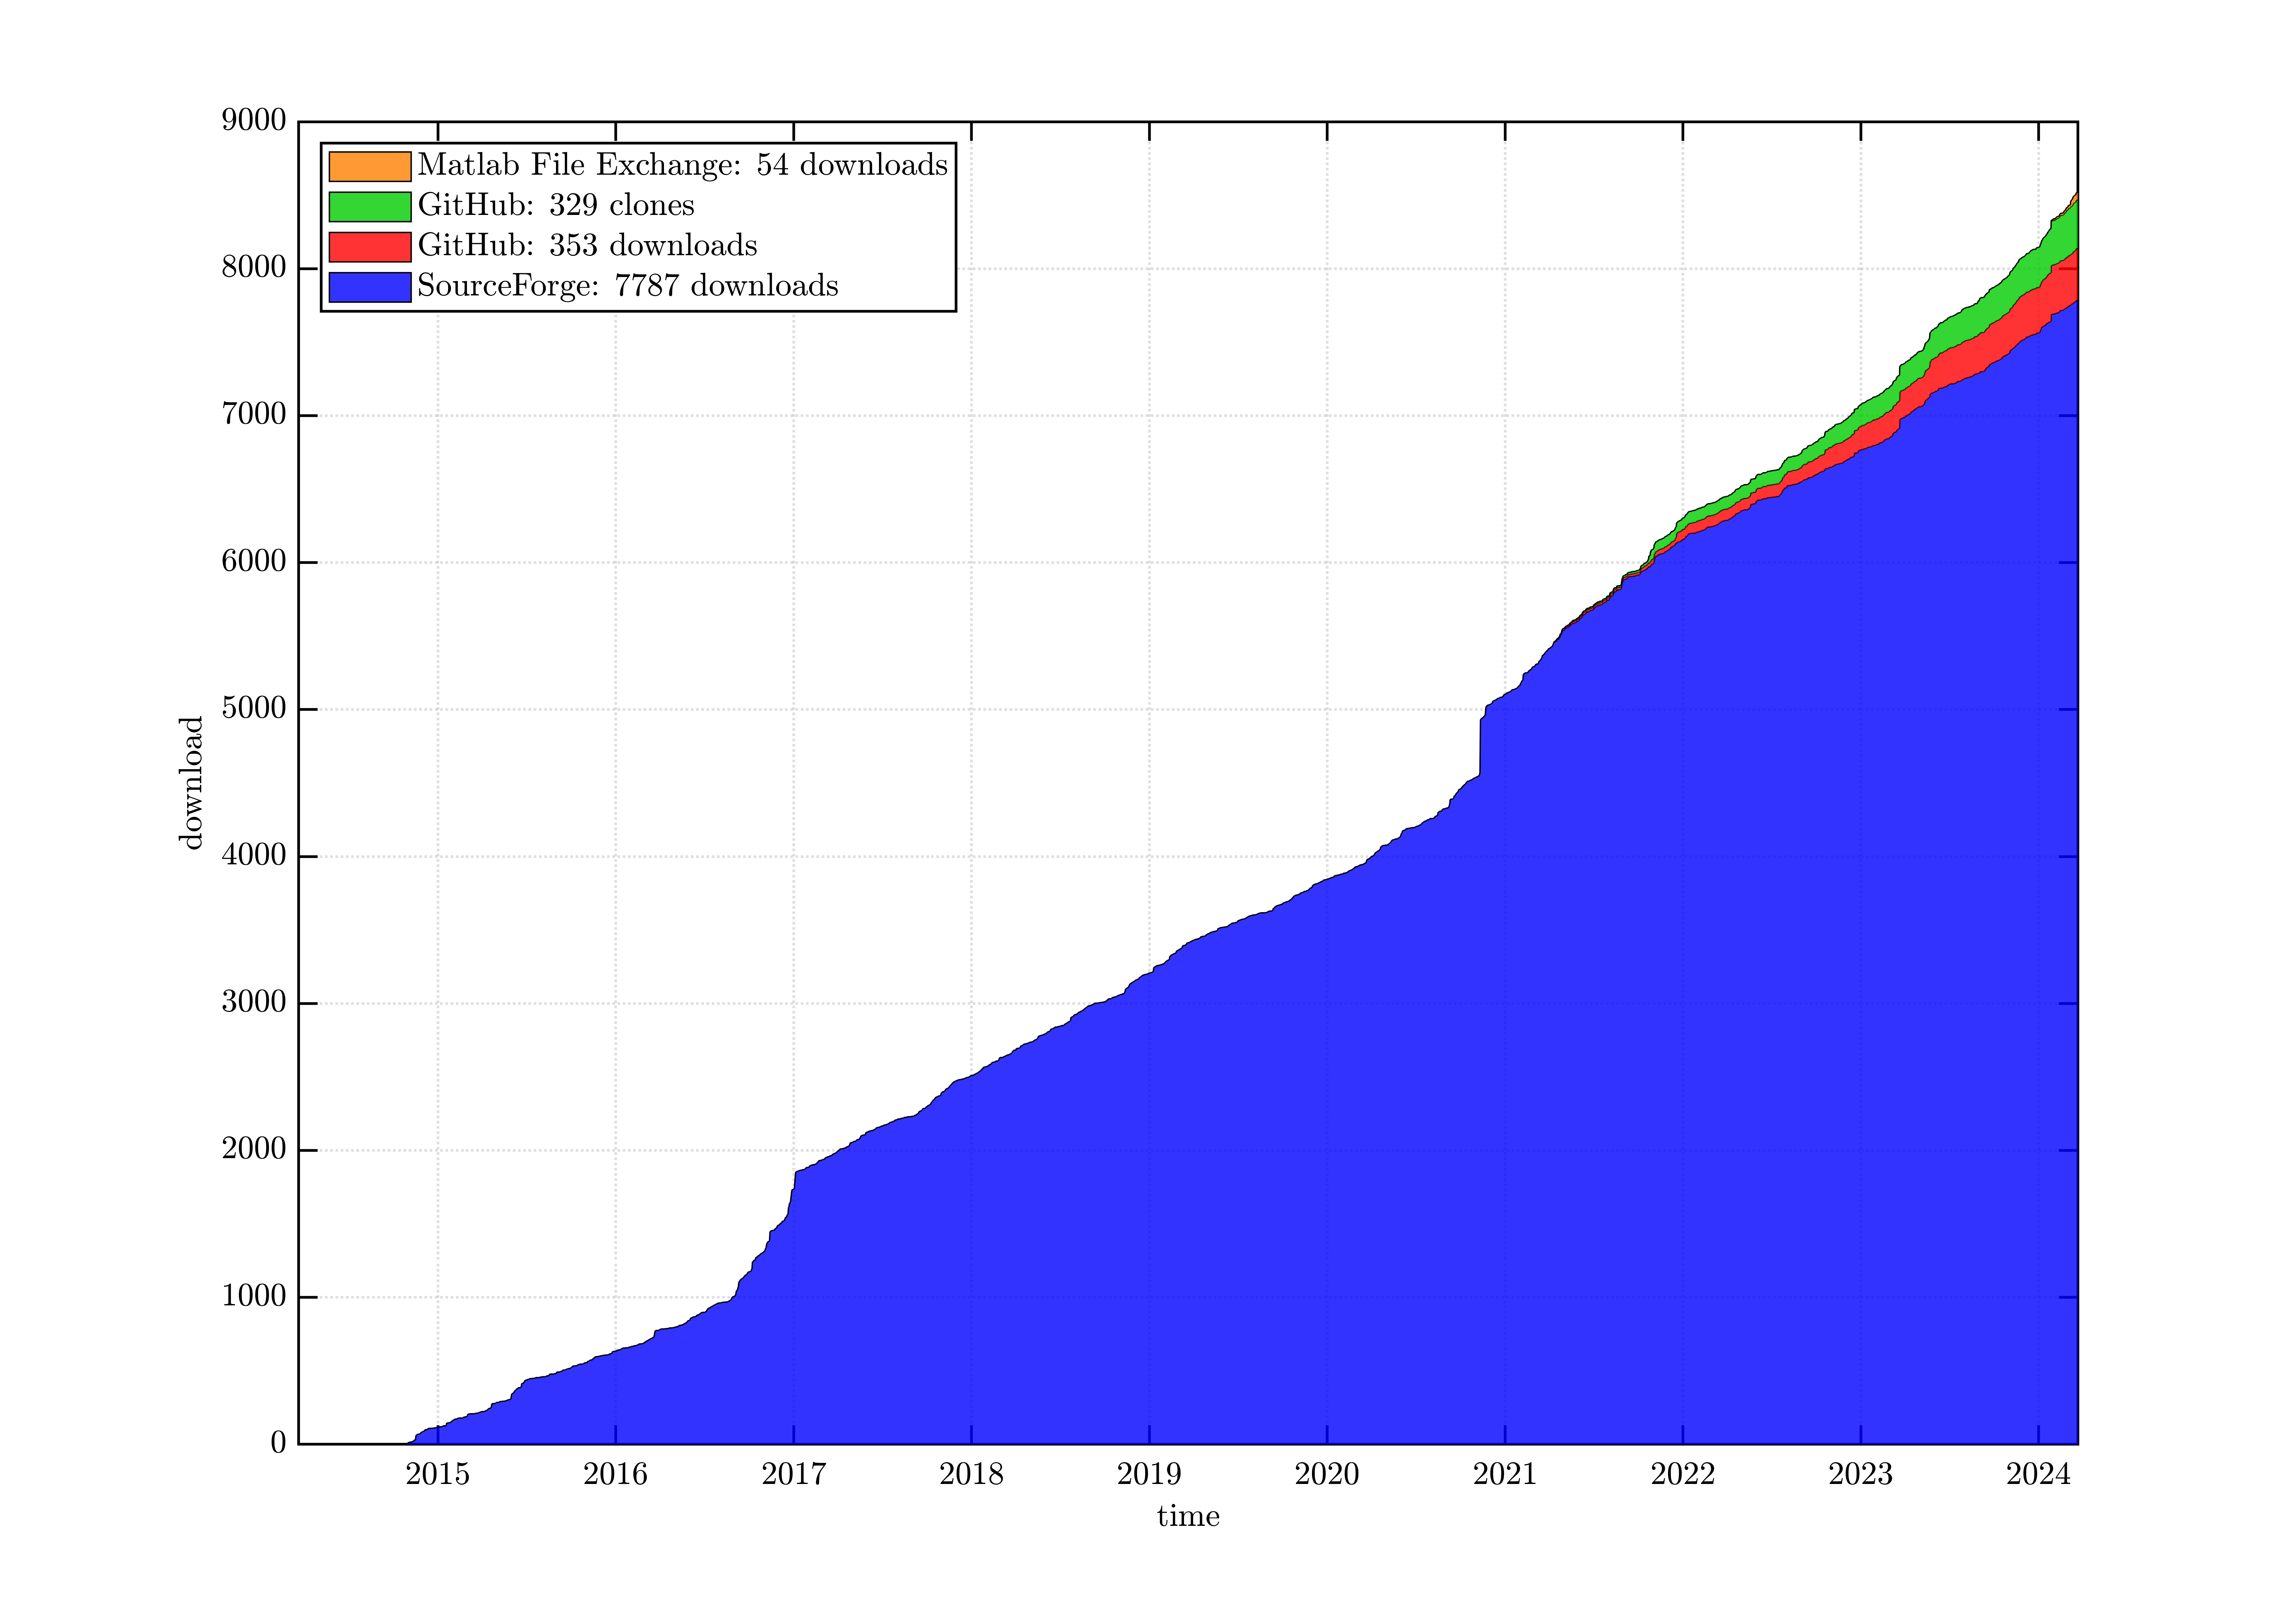 9000
8000
7000
6000
5000
4000
3000
2000
1000
0
download
Matlab File Exchange: 54 downloads
GitHub: 329 clones
GitHub: 353 downloads
SourceForge: 7787 downloads
2015 2016 2017 2018 2019 2020 2021 2022 2023 2024
time